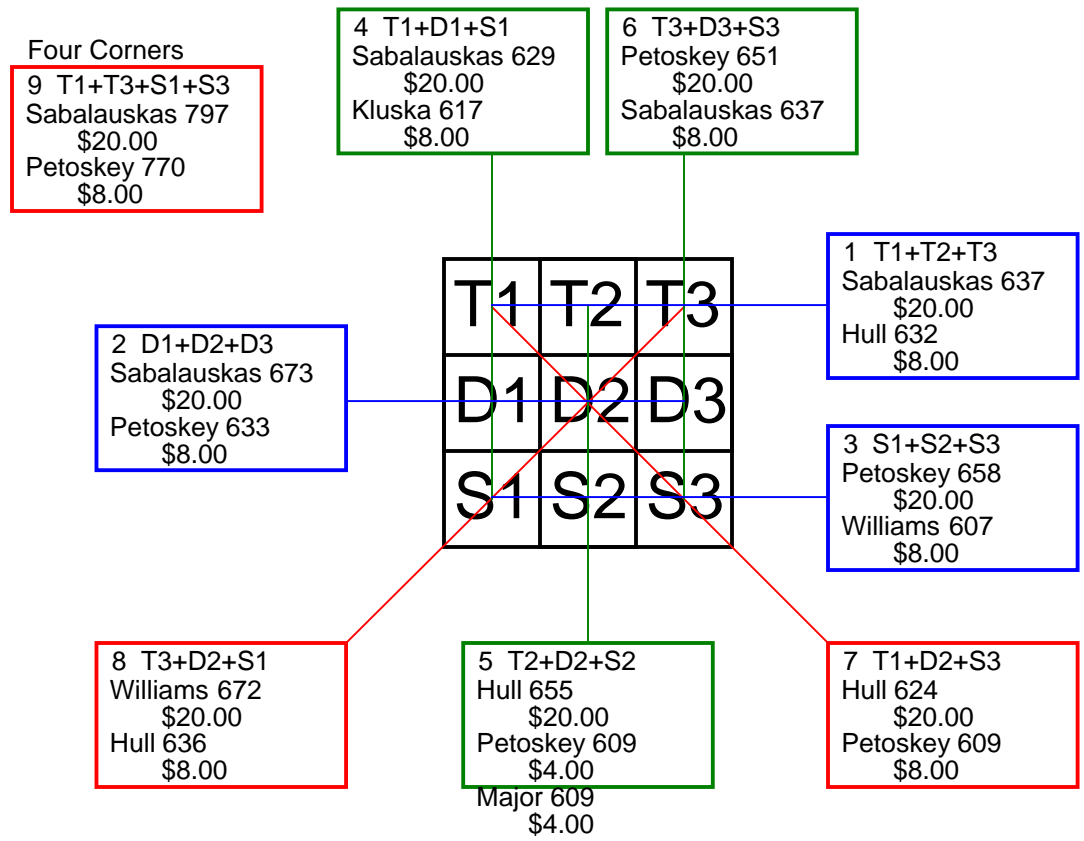 4 T1+D1+S1
Sabalauskas 629
$20.00
Kluska 617
$8.00
6 T3+D3+S3
Petoskey 651
$20.00
Sabalauskas 637
$8.00
Four Corners
9 T1+T3+S1+S3
Sabalauskas 797
$20.00
Petoskey 770
$8.00
1 T1+T2+T3
Sabalauskas 637
$20.00
Hull 632
$8.00
T1 T2 T3
2 D1+D2+D3
Sabalauskas 673
$20.00
Petoskey 633
$8.00
D1 D2 D3
3 S1+S2+S3
Petoskey 658
$20.00
Williams 607
$8.00
S1 S2 S3
8 T3+D2+S1
Williams 672
$20.00
Hull 636
$8.00
5 T2+D2+S2
Hull 655
$20.00
Petoskey 609
$4.00
Major 609
$4.00
7 T1+D2+S3
Hull 624
$20.00
Petoskey 609
$8.00